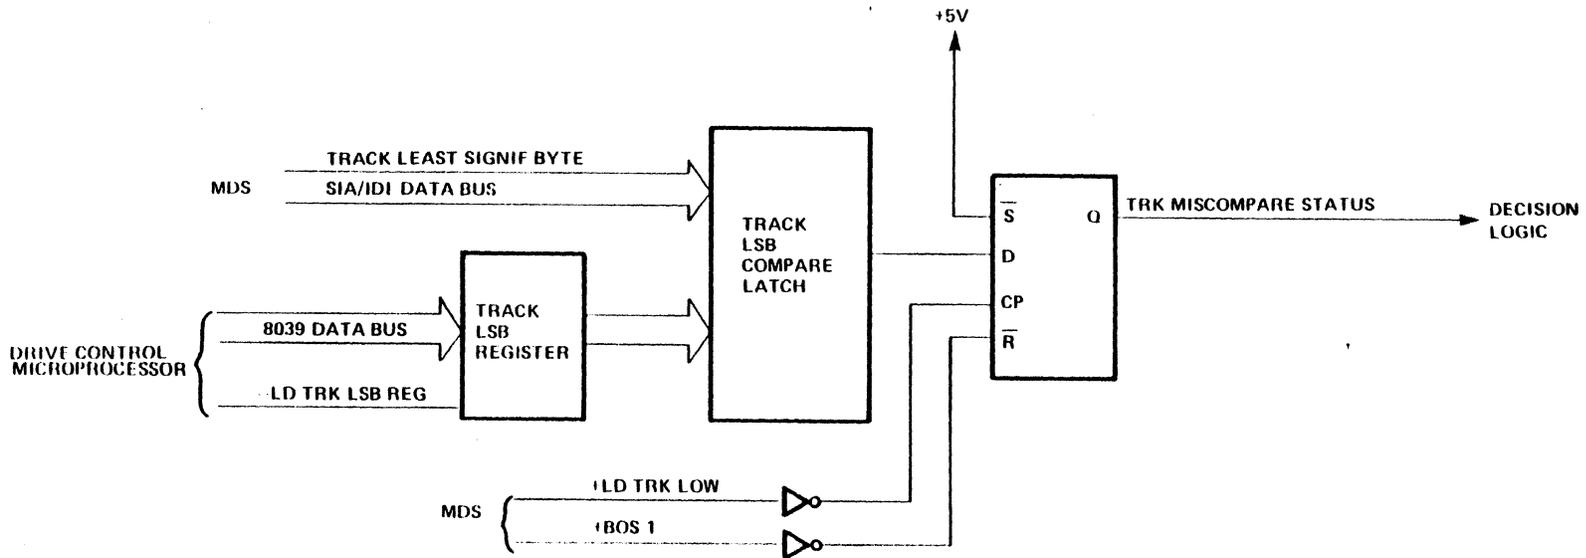 +5V
TRACK LEAST SIGNIF BYTE
MDS
SIA/IDI DATA BUS
TRACK
LSB
COMPARE
LATCH
S
Q
D
CP
R
TRK MISCOMPARE STATUS
DECISION
LOGIC
DRIVE CONTROL
MICROPROCESSOR
8039 DATA BUS
-LD TRK LSB REG
TRACK
LSB
REGISTER
MDS
+LD TRK LOW
+BOS 1